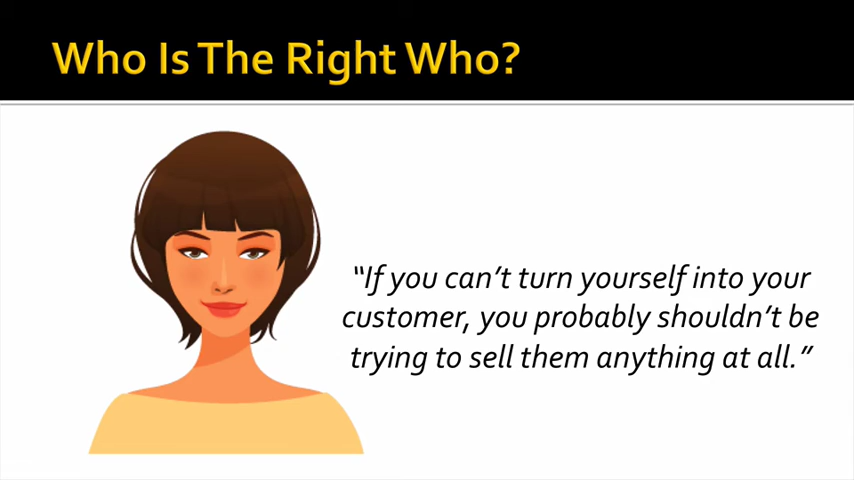 Who Is The Right Who?
“If you can’t turn yourself into your
customer, you probably shouldn’t be
trying to sell them anything at all.”